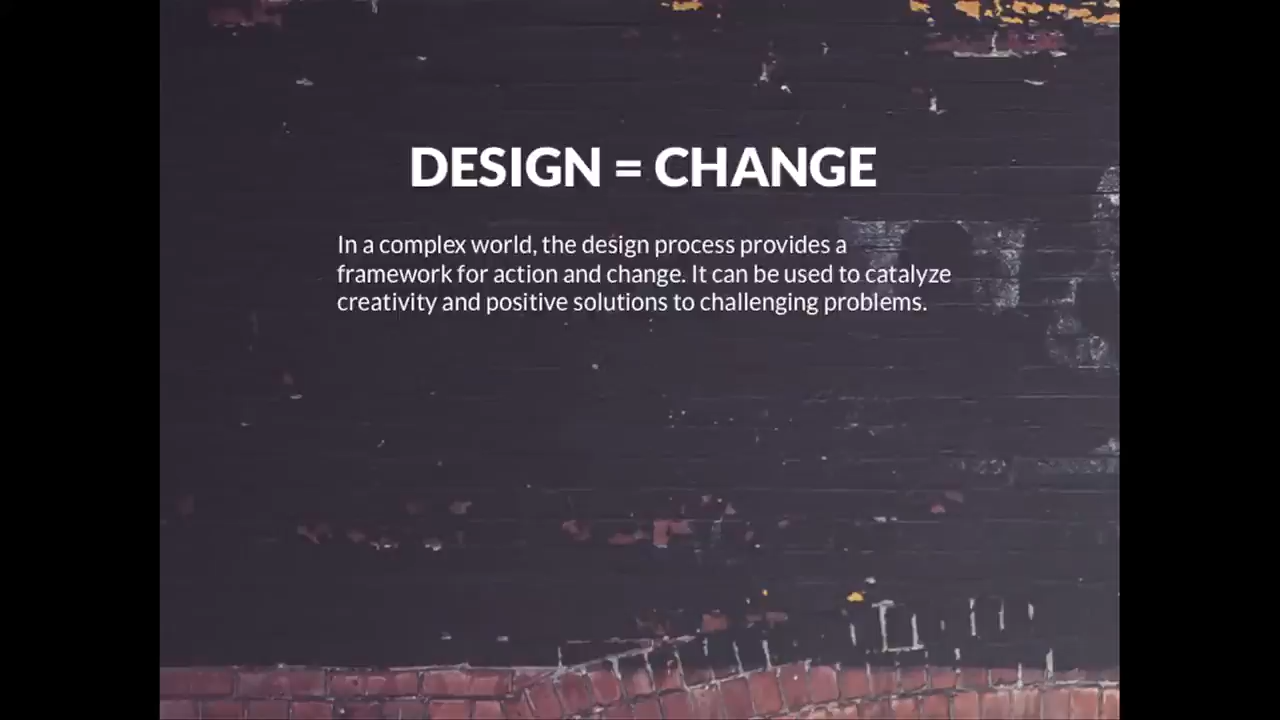 DESIGN = CHANGE
In a complex world, the design process provides a
framework for action and change. It can be used to catalyze
creativity and positive solutions to challenging problems.